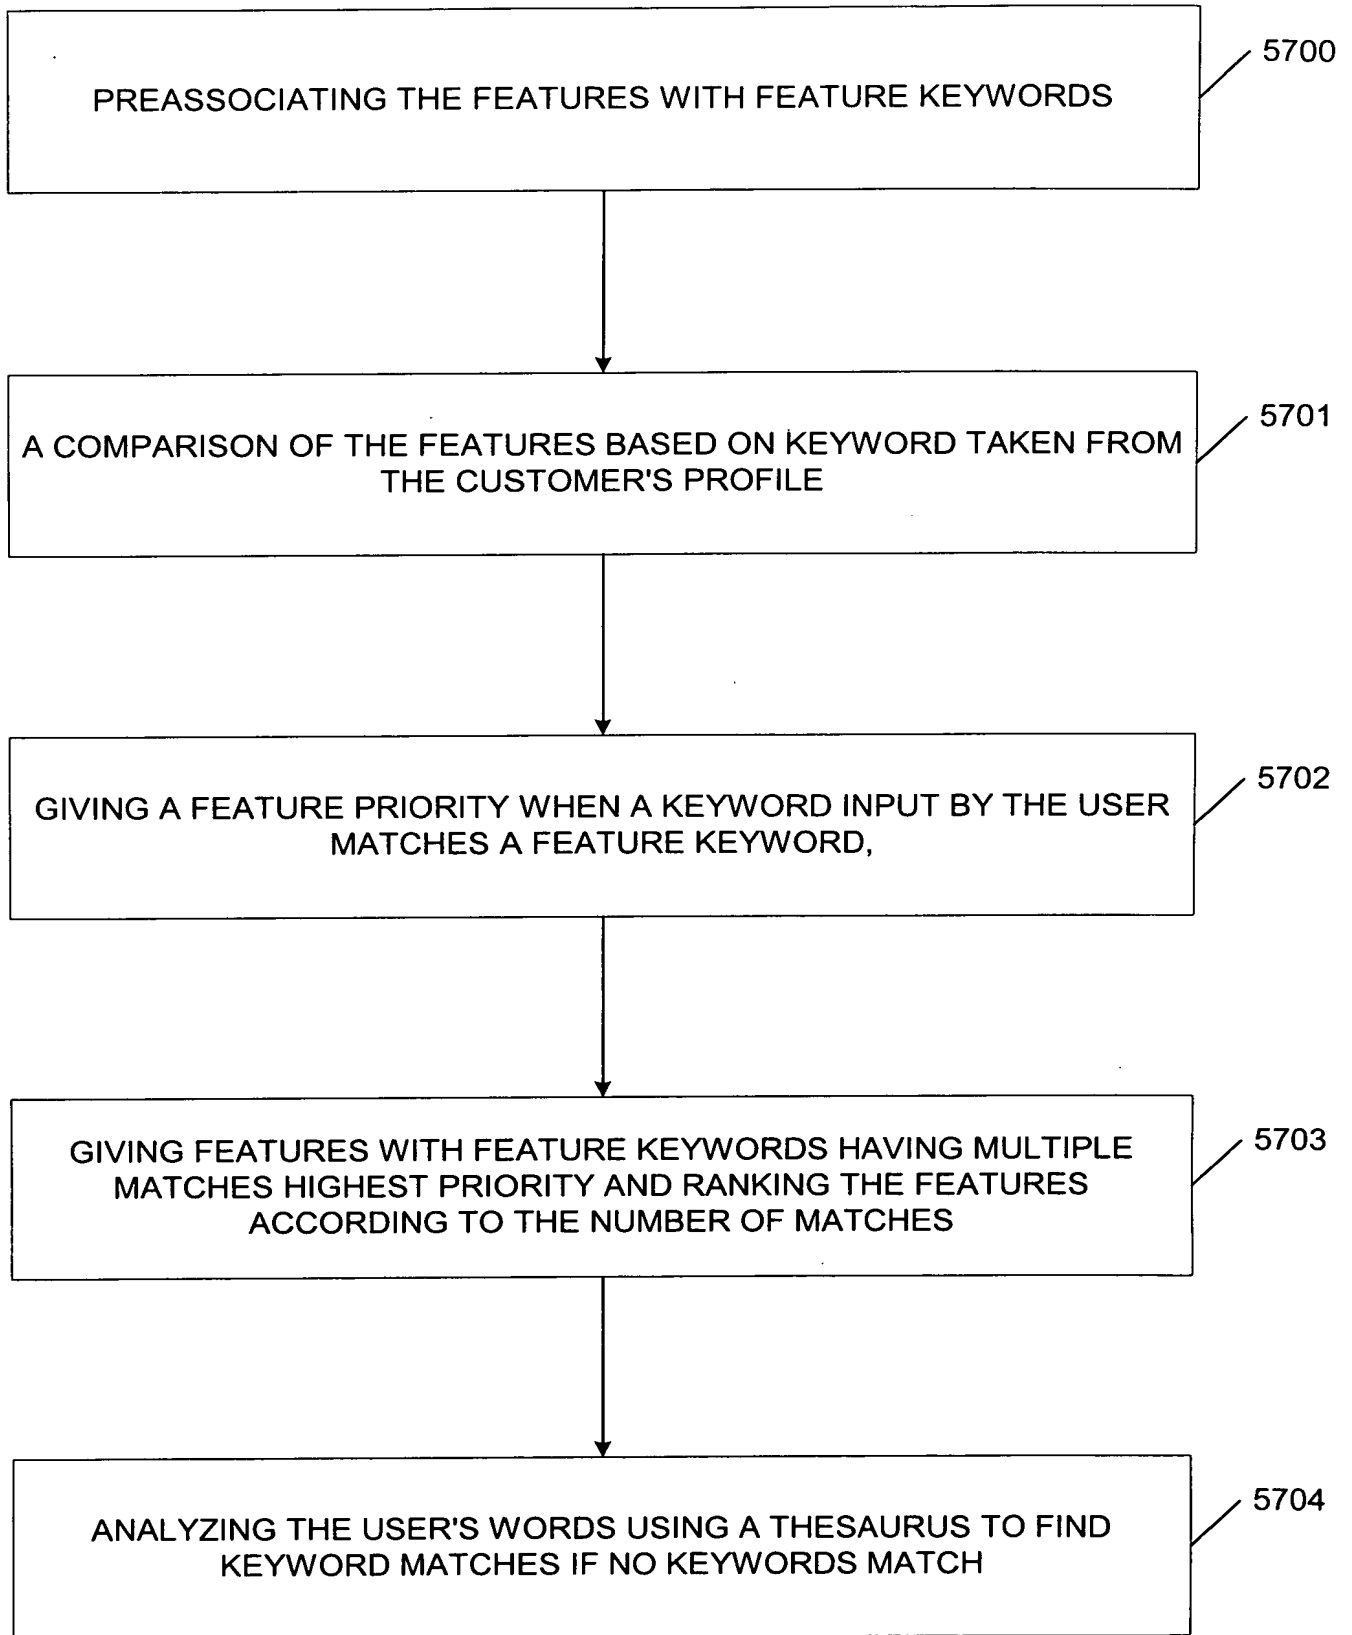 5700
PREASSOCIATING THE FEATURES WITH FEATURE KEYWORDS
5701
A COMPARISON OF THE FEATURES BASED ON KEYWORD TAKEN FROM
THE CUSTOMER'S PROFILE
5702
GIVING A FEATURE PRIORITY WHEN A KEYWORD INPUT BY THE USER
MATCHES A FEATURE KEYWORD,
5703
GIVING FEATURES WITH FEATURE KEYWORDS HAVING MULTIPLE
MATCHES HIGHEST PRIORITY AND RANKING THE FEATURES
ACCORDING TO THE NUMBER OF MATCHES
5704
ANALYZING THE USER'S WORDS USING A THESAURUS TO FIND
KEYWORD MATCHES IF NO KEYWORDS MATCH